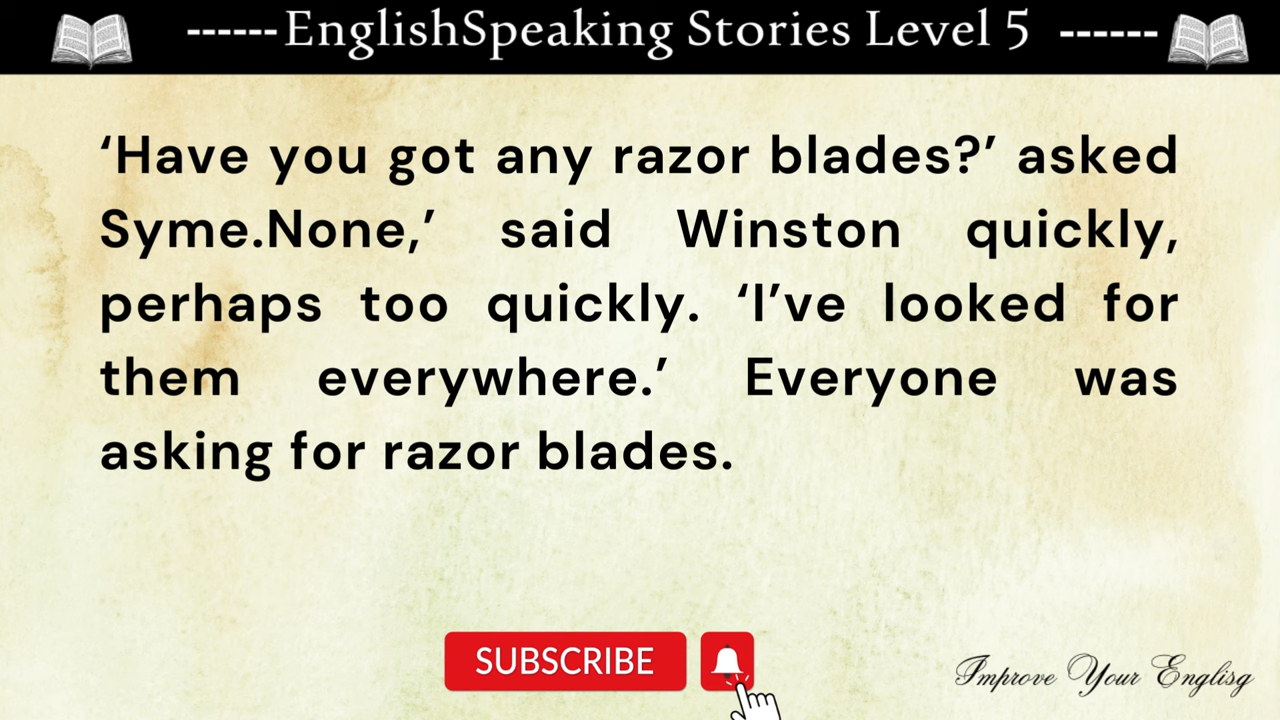 ------EnglishSpeaking Stories Level 5 ------
‘Have you got any razor blades?’ asked
Syme.None,’ said Winston quickly,
perhaps too quickly. ‘I’ve looked for
them everywhere.’ Everyone was
asking for razor blades.
SUBSCRIBE
Improve Your Englisg